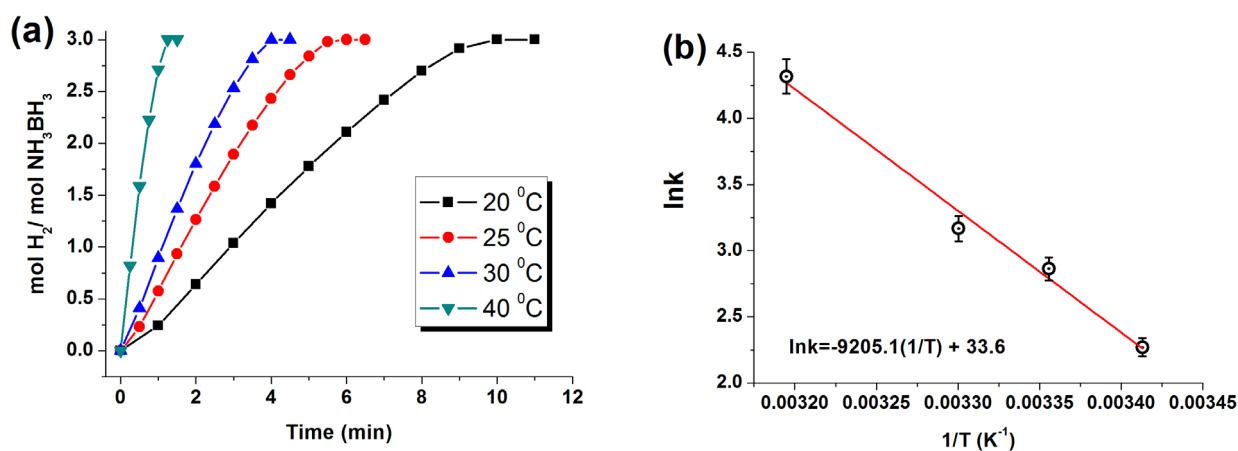 (a)
mol H2/ mol NH3BH3
3.0
2.5
2.0
1.5
1.0
0.5
0.0
0 2 4 6 8 10 12
Time (min)
20 ⁰C
25 ⁰C
30 ⁰C
40 ⁰C
(b)
lnk
4.5
4.0
3.5
3.0
2.5
2.0
lnk=-9205.1(1/T) + 33.6
0.00320 0.00325 0.00330 0.00335 0.00340 0.00345
1/T (K⁻¹)